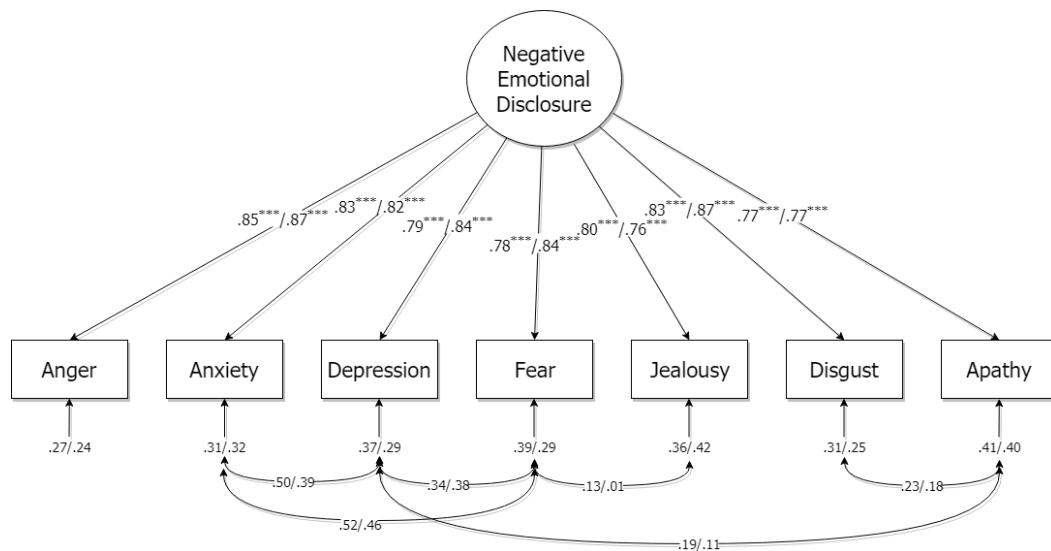 Negative
Emotional
Disclosure
.85***/.87***
.83***/.82***
.79***/.84***
.78***/.84***
.80***/.76***
.83***/.87***
.77***/.77***
Anger
Anxiety
Depression
Fear
Jealousy
Disgust
Apathy
.27/.24
.31/.32
.37/.29
.39/.29
.36/.42
.31/.25
.41/.40
.50/.39
.34/.38
.13/.01
.23/.18
.52/.46
.19/.11